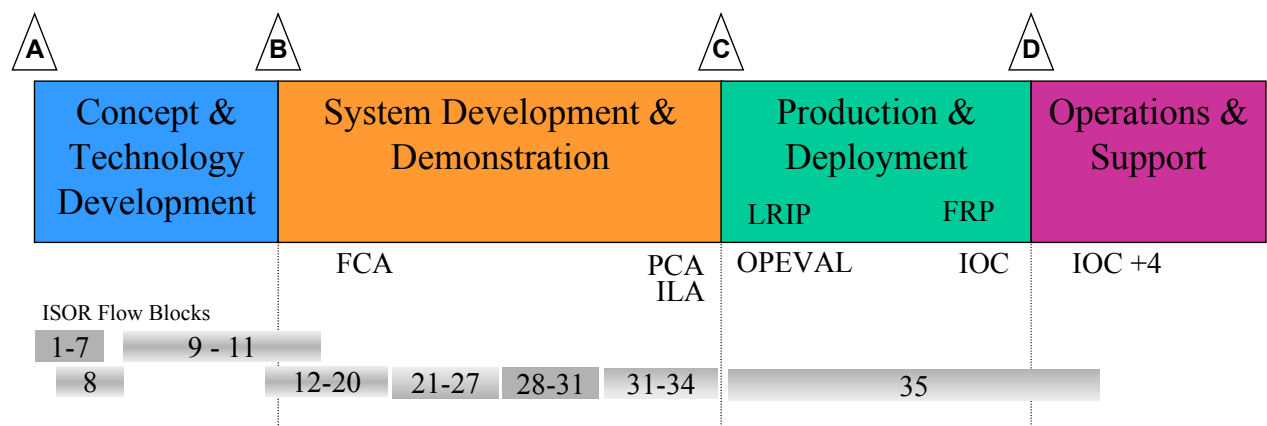 A
B
C
D
Concept &
Technology
Development
System Development &
Demonstration
Production &
Deployment
LRIP
FRP
Operations &
Support
FCA
PCA
ILA
OPEVAL
IOC
IOC +4
ISOR Flow Blocks
1-7
9 - 11
8
12-20
21-27
28-31
31-34
35